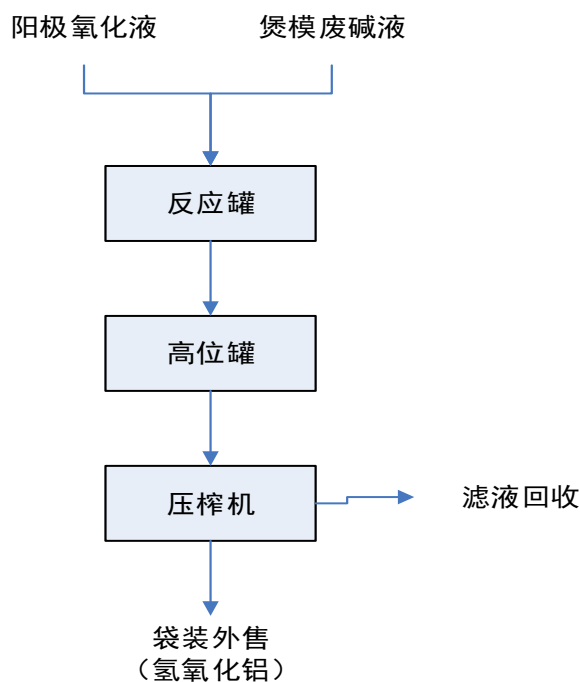 阳极氧化液
煲模废碱液
反应罐
高位罐
压榨机
滤液回收
袋装外售
（氢氧化铝）